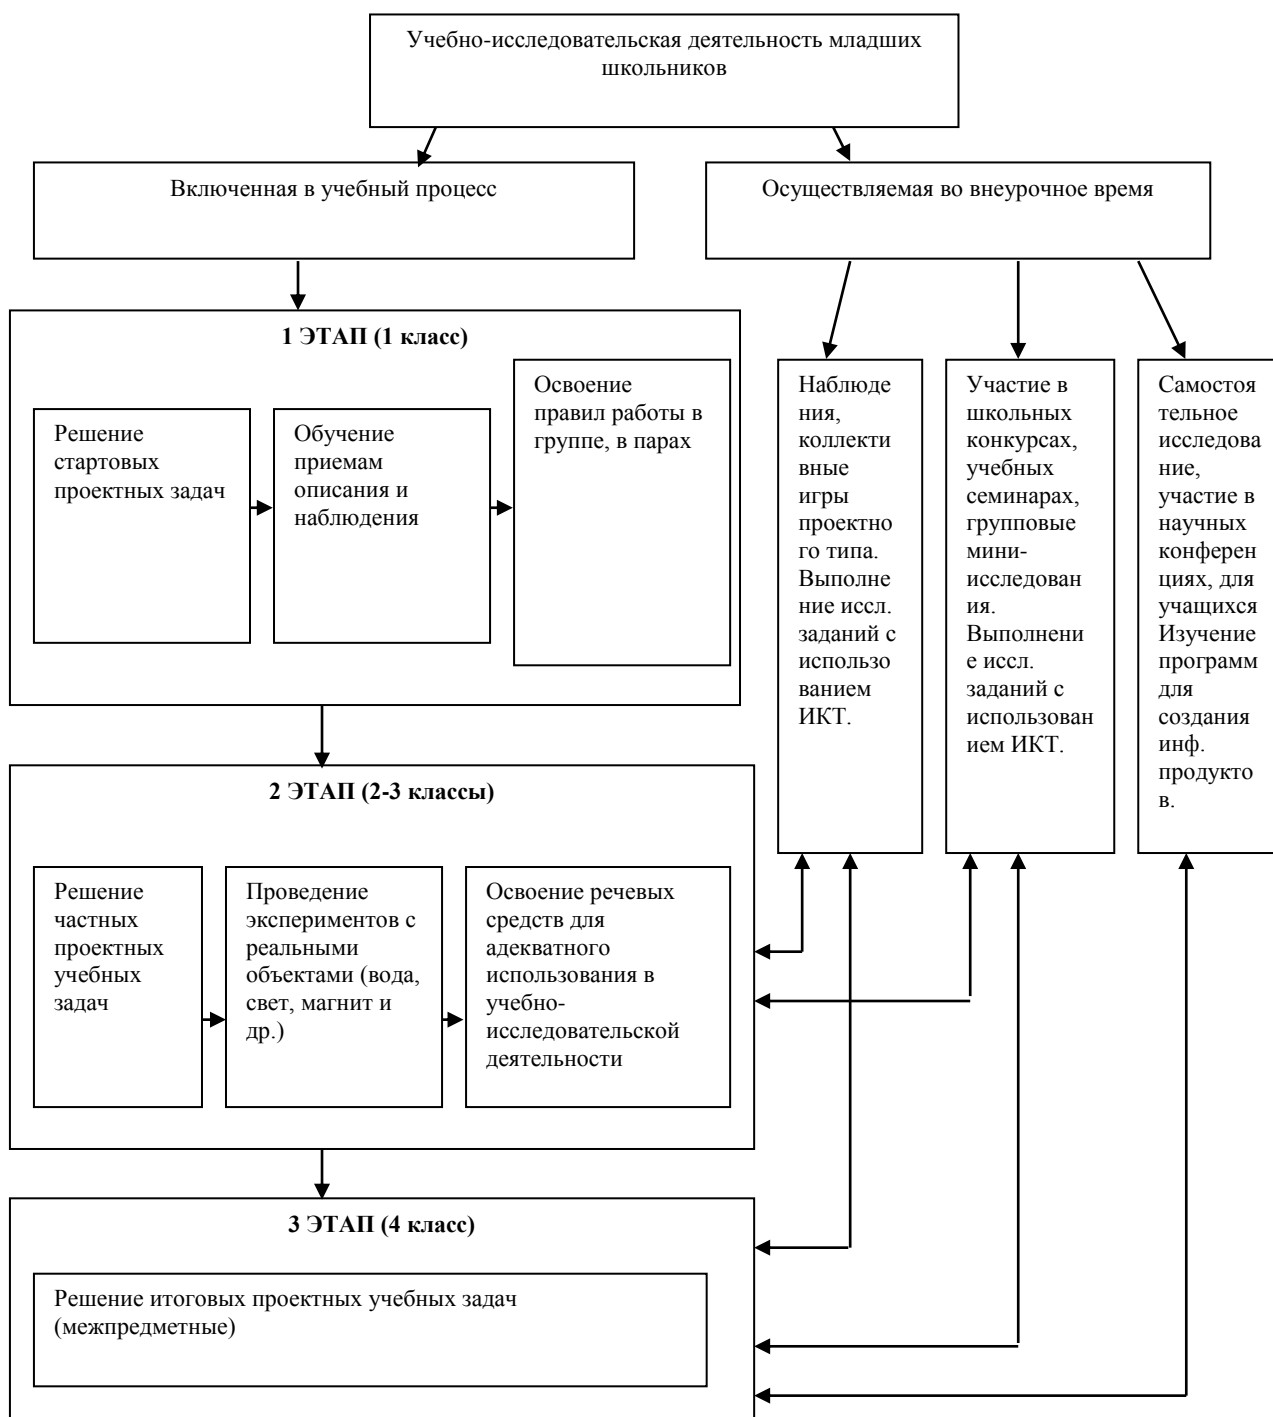 Учебно-исследовательская деятельность младших
школьников
Включенная в учебный процесс
Осуществляемая во внеурочное время
1 ЭТАП (1 класс)
Решение
стартовых
проектных задач
Обучение
приемам
описания и
наблюдения
Освоение
правил работы в
группе, в парах
Наблюде
ния,
коллекти
вные
игры
проектно
го типа.
Выполне
ние иссл.
заданий с
использо
ванием
ИКТ.
Участие в
школьных
конкурсах,
учебных
семинарах,
групповые
мини-
исследован
ия.
Выполнени
е иссл.
заданий с
использован
ием ИКТ.
Самостоя
тельное
исследова
ние,
участие в
научных
конферен
циях, для
учащихся
Изучение
программ
для
создания
инф.
продукто
в.
2 ЭТАП (2-3 классы)
Решение
частных
проектных
учебных
задач
Проведение
экспериментов с
реальными
объектами (вода,
свет, магнит и
др.)
Освоение речевых
средств для
адекватного
использования в
учебно-
исследовательской
деятельности
3 ЭТАП (4 класс)
Решение итоговых проектных учебных задач
(межпредметные)